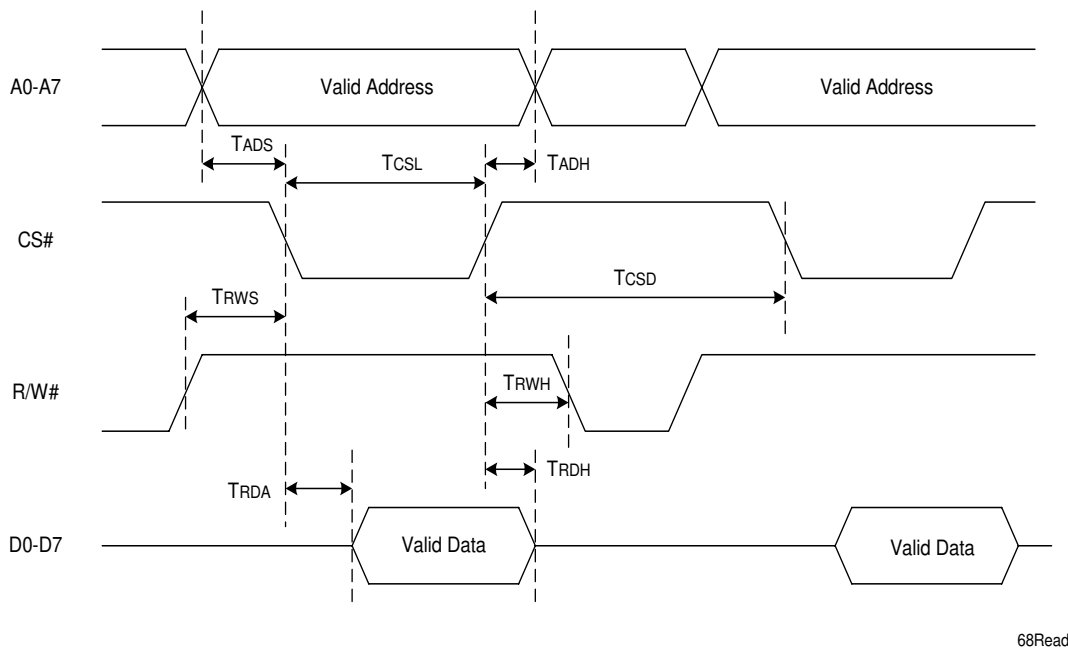 A0-A7
Valid Address
Valid Address
TADS
TCSL
TADH
CS#
TCSD
TRWS
R/W#
TRWH
TRDH
TRDA
D0-D7
Valid Data
Valid Data
68Read